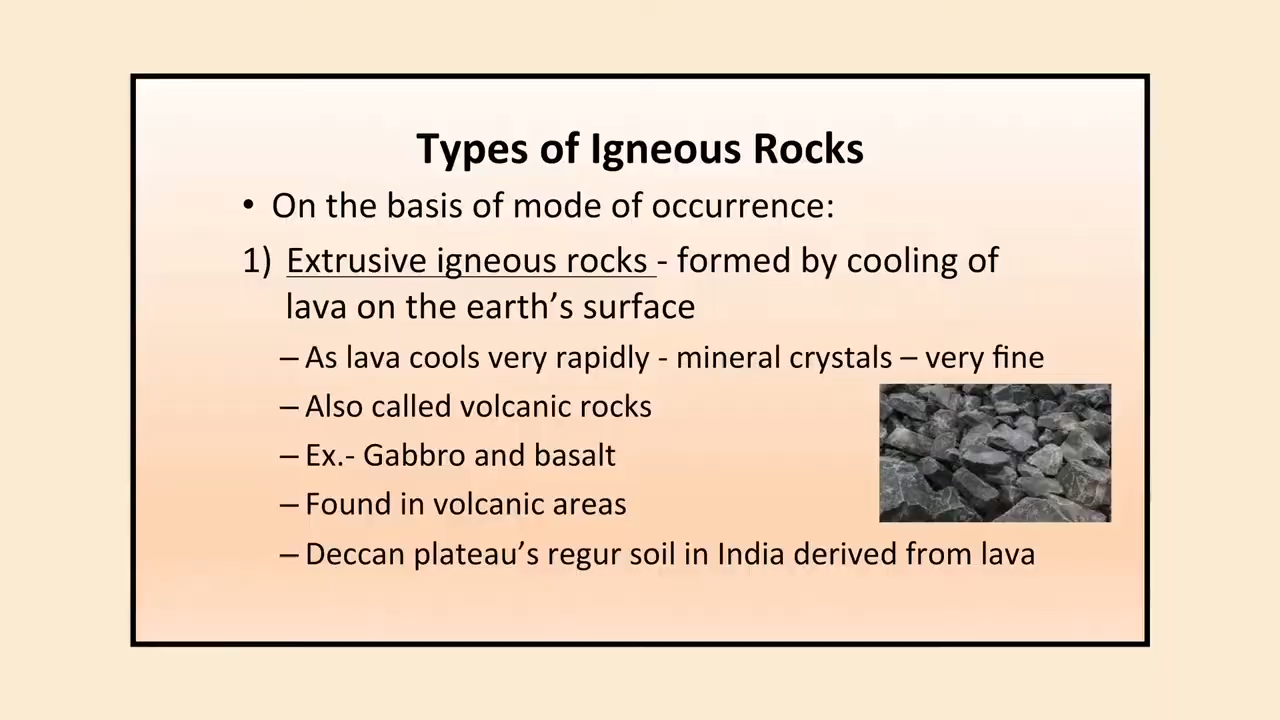 Types of Igneous Rocks
• On the basis of mode of occurrence:
1) Extrusive igneous rocks - formed by cooling of
lava on the earth’s surface
– As lava cools very rapidly - mineral crystals – very fine
– Also called volcanic rocks
– Ex.- Gabbro and basalt
– Found in volcanic areas
– Deccan plateau’s regur soil in India derived from lava